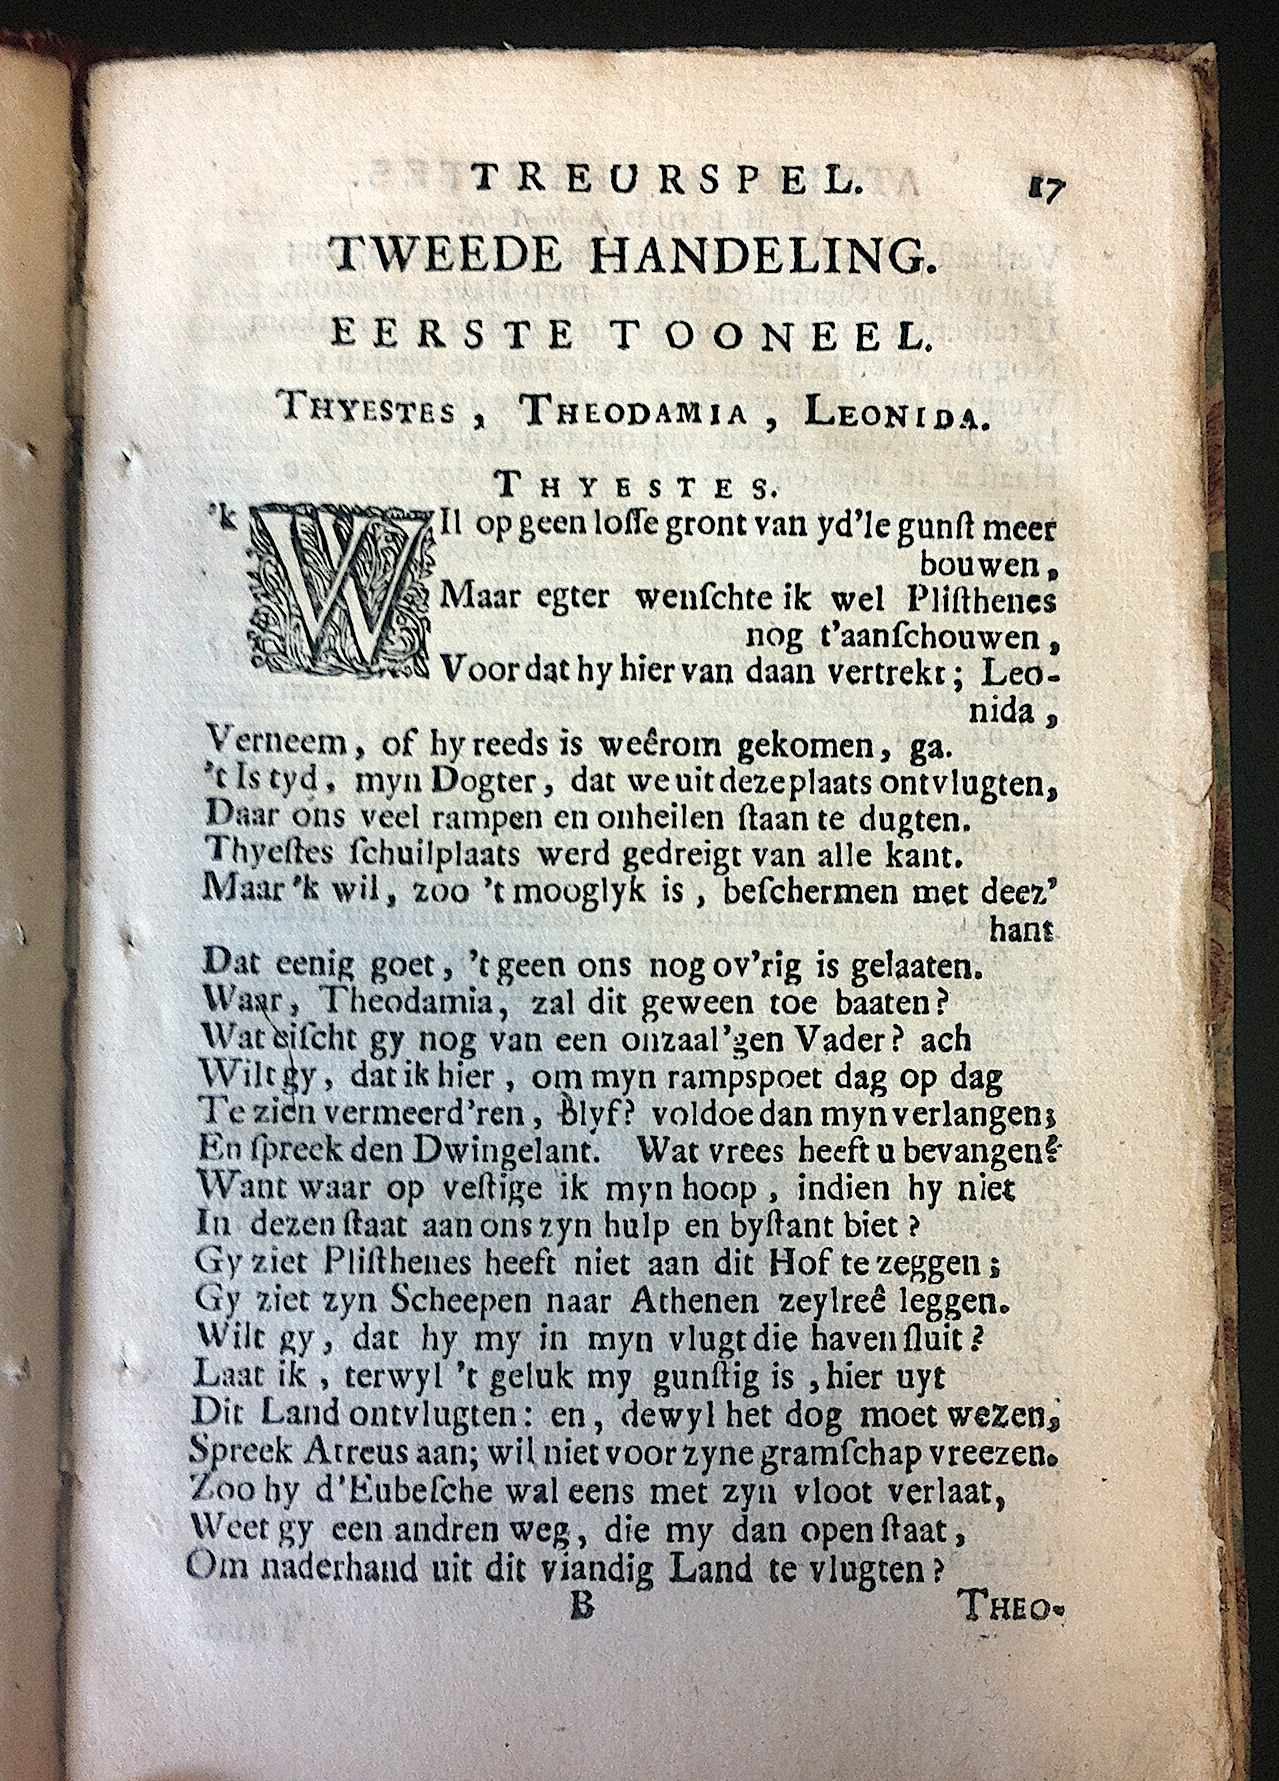 TREURSPEL. 17
TWEEDE HANDELING.
EERSTE TOONEEL.
THYESTES, THEODAMIA, LEONIDA.
THYESTES.
'k WIl op geen losse gront van yd'le gunst meer
bouwen,
Maar egter wenschte ik wel Plisthenes
nog t'aanschouwen,
Voor dat hy hier van daan vertrekt; Leo-
nida,
Verneem, of hy reeds is weêrom gekomen, ga.
't Is tyd, myn Dogter, dat we uit deze plaats ontvlugten,
Daar ons veel rampen en onheilen staan te dugten.
Thyestes schuilplaats werd gedreigt van alle kant.
Maar 'k wil, zoo 't mooglyk is, beschermen met deez'
hant
Dat eenig goet, 't geen ons nog ov'rig is gelaaten.
Waar, Theodamia, zal dit geween toe baaten?
Wat eischt gy nog van een onzaal'gen Vader? ach
Wilt gy, dat ik hier, om myn rampspoet dag op dag
Te zien vermeerd'ren, blyf? voldoe dan myn verlangen;
En spreek den Dwingelant. Wat vrees heeft u bevangen?
Want waar op vestige ik myn hoop, indien hy niet
In dezen staat aan ons zyn hulp en bystant biet?
Gy ziet Plisthenes heeft niet aan dit Hof te zeggen;
Gy ziet zyn Scheepen naar Athenen zeylreê leggen.
Wilt gy, dat hy my in myn vlugt die haven sluit?
Laat ik, terwyl 't geluk my gunstig is, hier uyt
Dit Land ontvlugten: en, dewyl het dog moet wezen,
Spreek Atreus aan; wil niet voor zyne gramschap vreezen.
Zoo hy d'Eubesche wal eens met zyn vloot verlaat,
Weet gy een andren weg, die my dan open staat,
Om naderhand uit dit viandig Land te vlugten?
B THEO-